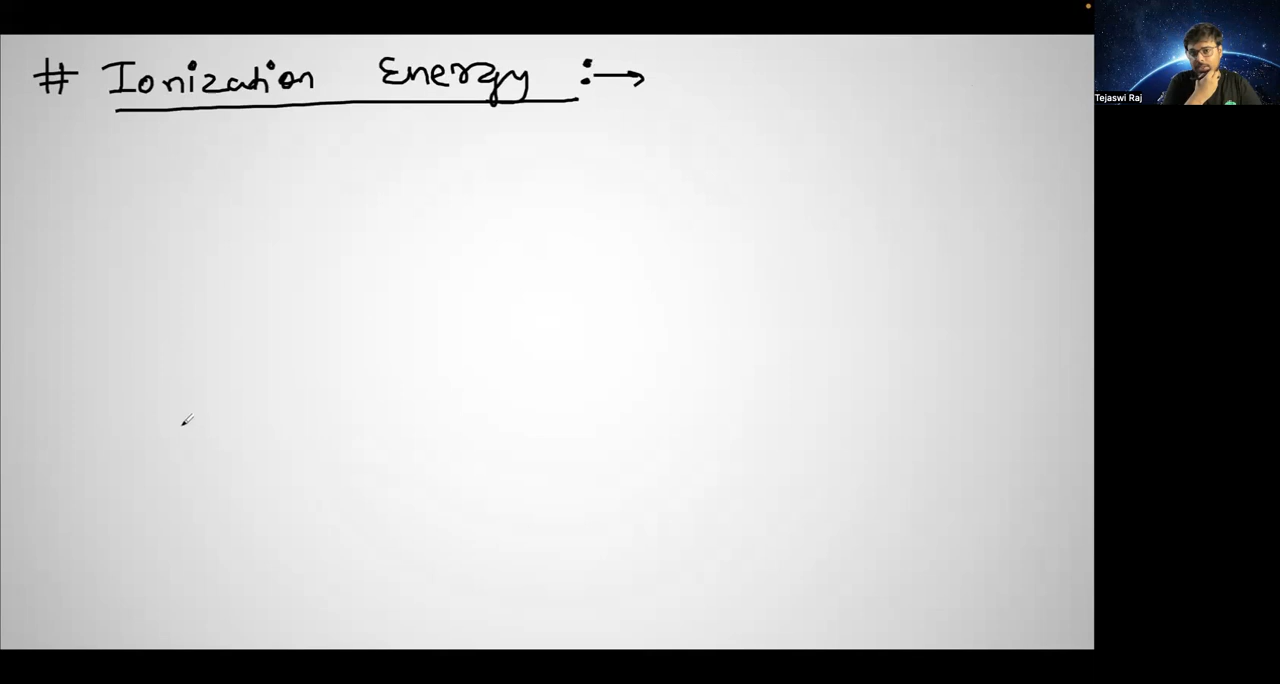 # Ionization Energy :→
Tejaswi Raj